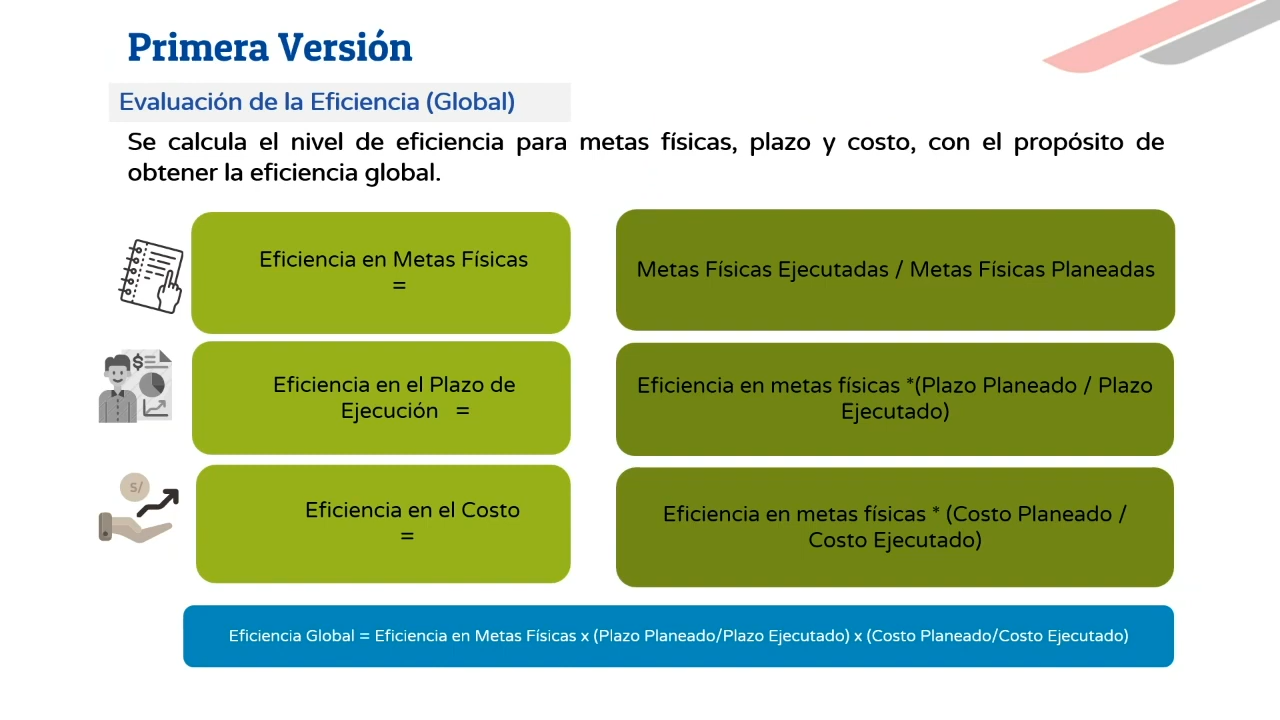 Primera Versión
Evaluación de la Eficiencia (Global)
Se calcula el nivel de eficiencia para metas físicas, plazo y costo, con el propósito de
obtener la eficiencia global.
Eficiencia en Metas Físicas
=
Metas Físicas Ejecutadas / Metas Físicas Planeadas
$
Eficiencia en el Plazo de
Ejecución =
Eficiencia en metas físicas *(Plazo Planeado / Plazo
Ejecutado)
S/
Eficiencia en el Costo
=
Eficiencia en metas físicas * (Costo Planeado /
Costo Ejecutado)
Eficiencia Global = Eficiencia en Metas Físicas x (Plazo Planeado/Plazo Ejecutado) x (Costo Planeado/Costo Ejecutado)